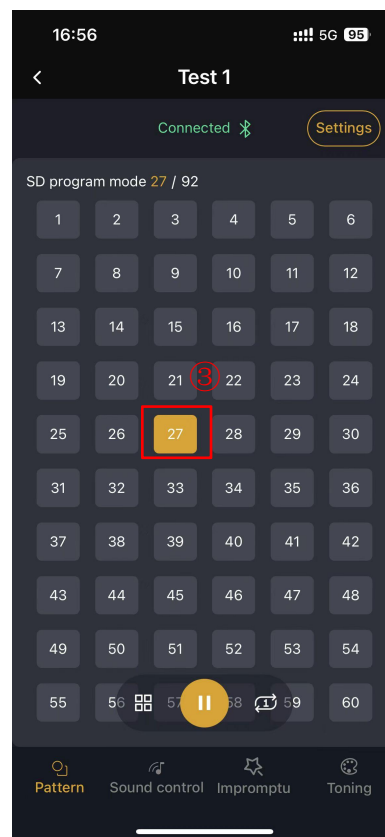 16:56 5G 95
Test 1
Connected Settings
SD program mode 27 / 92
1 2 3 4 5 6
7 8 9 10 11 12
13 14 15 16 17 18
19 20 21 ③ 22 23 24
25 26 27 28 29 30
31 32 33 34 35 36
37 38 39 40 41 42
43 44 45 46 47 48
49 50 51 52 53 54
55 56 57 58 1 59 60
Pattern Sound control Impromptu Toning